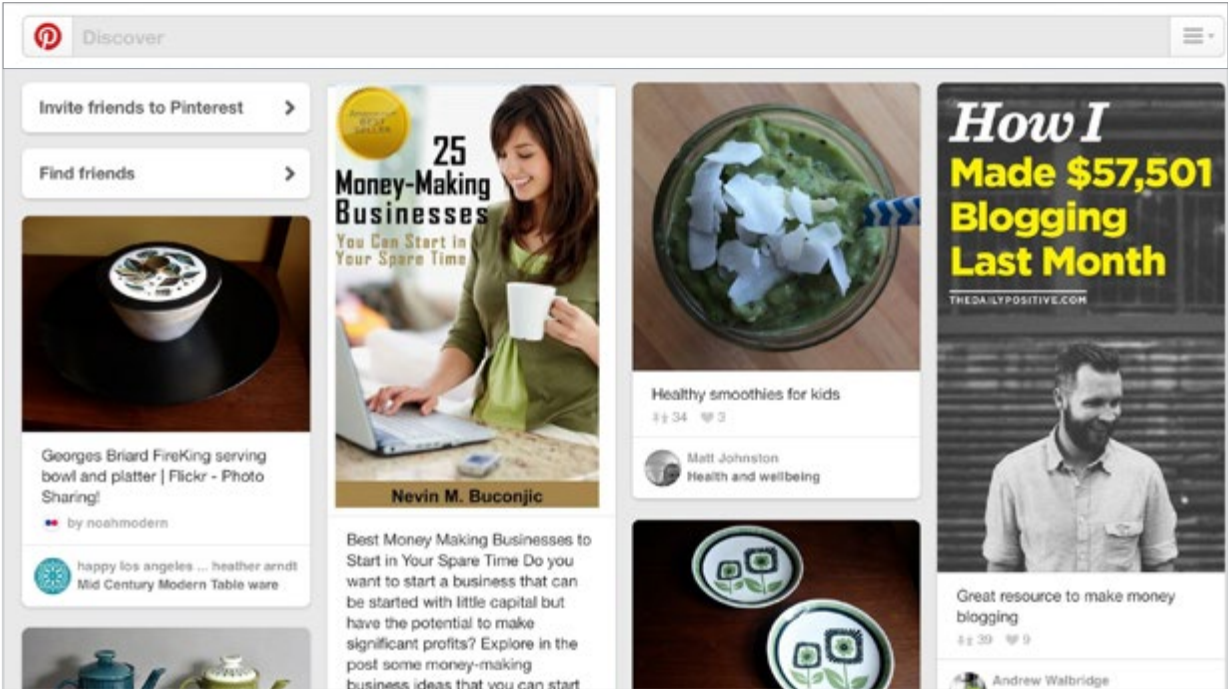 Discover
Invite friends to Pinterest
Find friends
Georges Briard FireKing serving
bowl and platter | Flickr - Photo
Sharing!
by noahmodern
happy los angeles ... heather arndt
Mid Century Modern Table ware
BEST
SELLER
25
Money-Making
Businesses
You Can Start in
Your Spare Time
Nevin M. Buconjic
Best Money Making Businesses to
Start in Your Spare Time Do you
want to start a business that can
be started with little capital but
have the potential to make
significant profits? Explore in the
post some money-making
business ideas that you can start
Healthy smoothies for kids
34 3
Matt Johnston
Health and wellbeing
How I
Made $57,501
Blogging
Last Month
THEDAILYPOSITIVE.COM
Great resource to make money
blogging
39 9
Andrew Walbridge